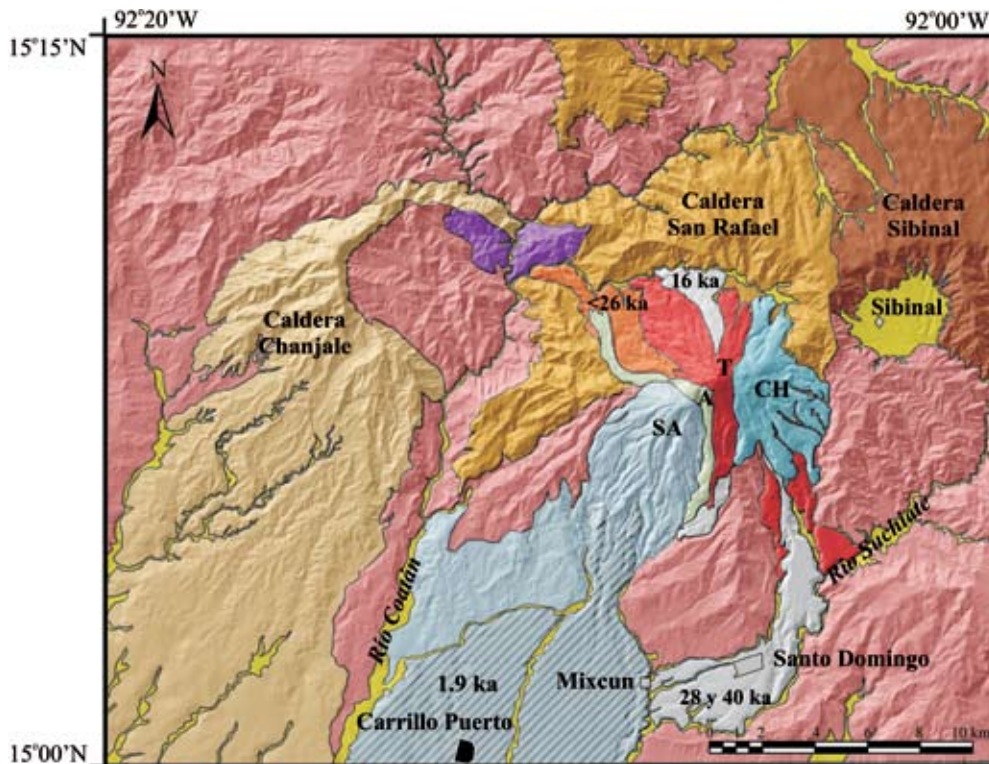 92°20'W
92°00'W
15°15'N
N
Caldera
San Rafael
Caldera
Sibinal
16 ka
<26 ka
Sibinal
Caldera
Chanjale
T
CH
A
SA
Río Suchiate
Río Coatán
Santo Domingo
Mixcun
1.9 ka
28 y 40 ka
Carrillo Puerto
15°00'N
0 2 4 6 8 10 km